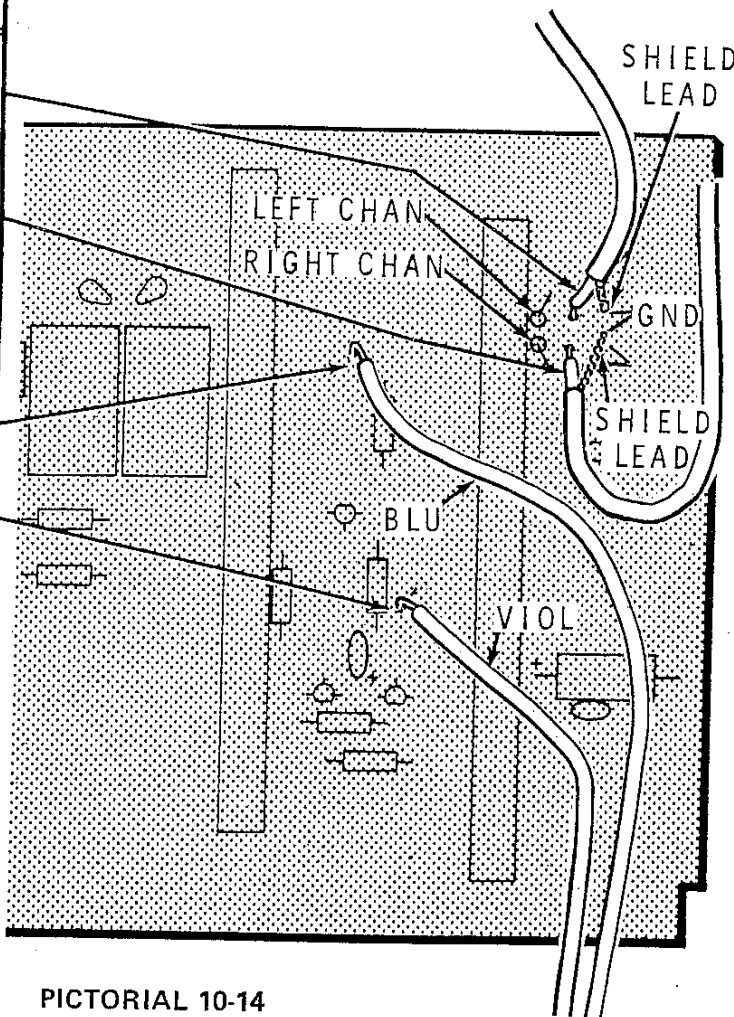 SHIELD
LEAD
LEFT CHAN
RIGHT CHAN
GND
SHIELD
LEAD
BLU
VIOL
PICTORIAL 10-14